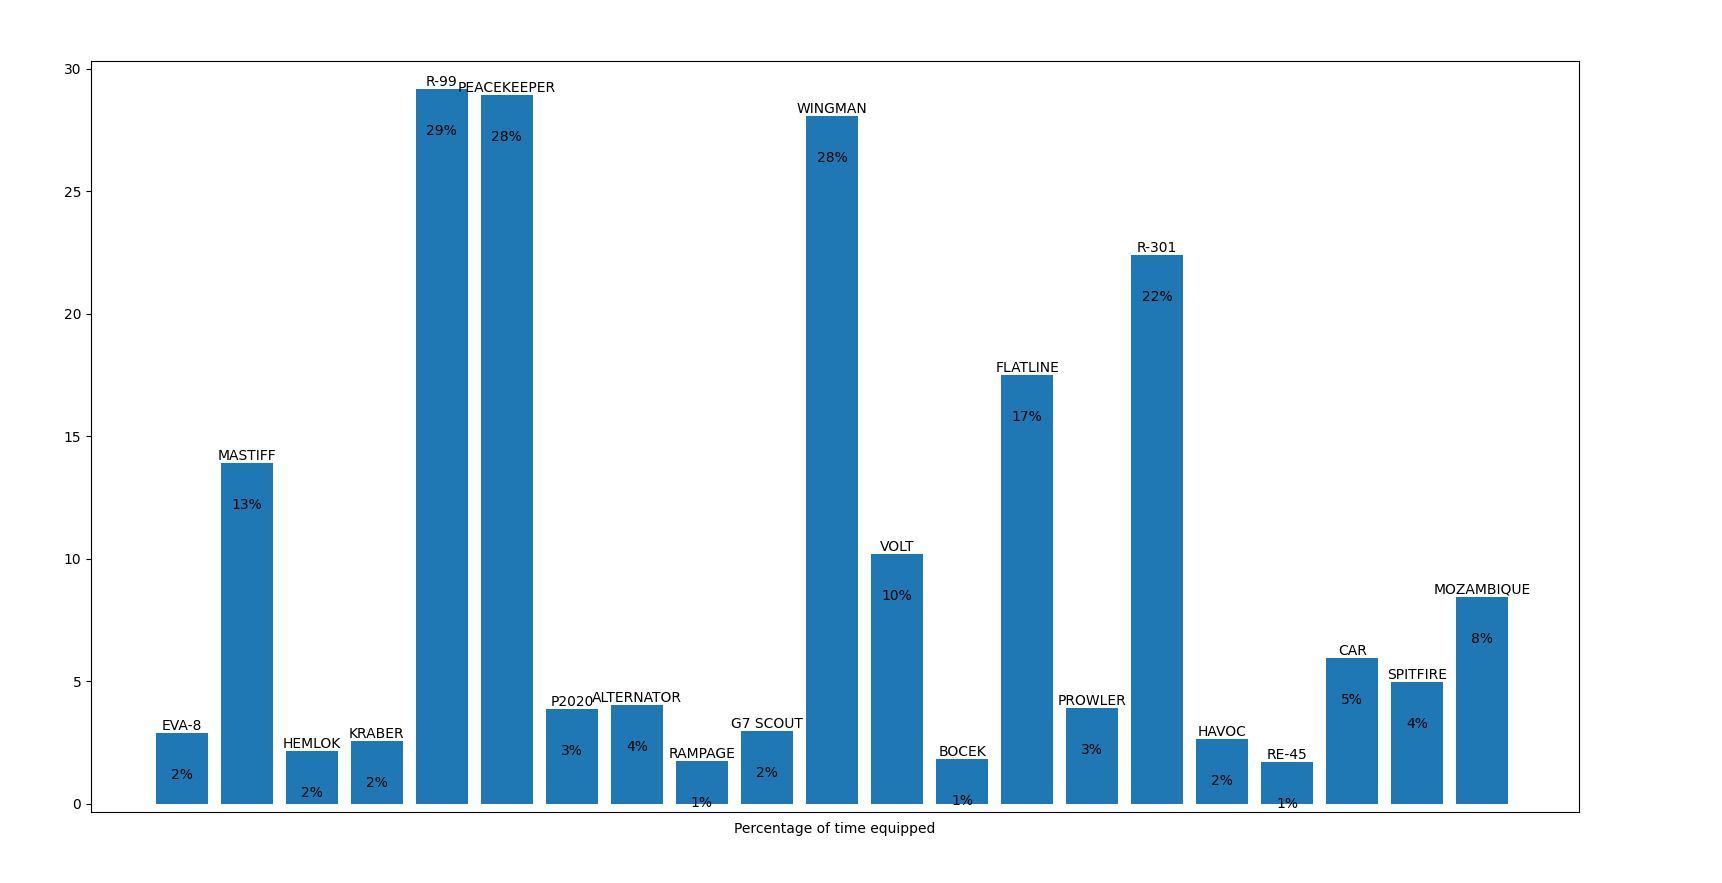 30
25
20
15
10
5
0
EVA-8
2%
MASTIFF
13%
HEMLOK
2%
KRABER
2%
R-99
29%
PEACEKEEPER
28%
P2020
3%
ALTERNATOR
4%
RAMPAGE
1%
G7 SCOUT
2%
WINGMAN
28%
VOLT
10%
BOCEK
1%
FLATLINE
17%
PROWLER
3%
R-301
22%
HAVOC
2%
RE-45
1%
CAR
5%
SPITFIRE
4%
MOZAMBIQUE
8%
Percentage of time equipped